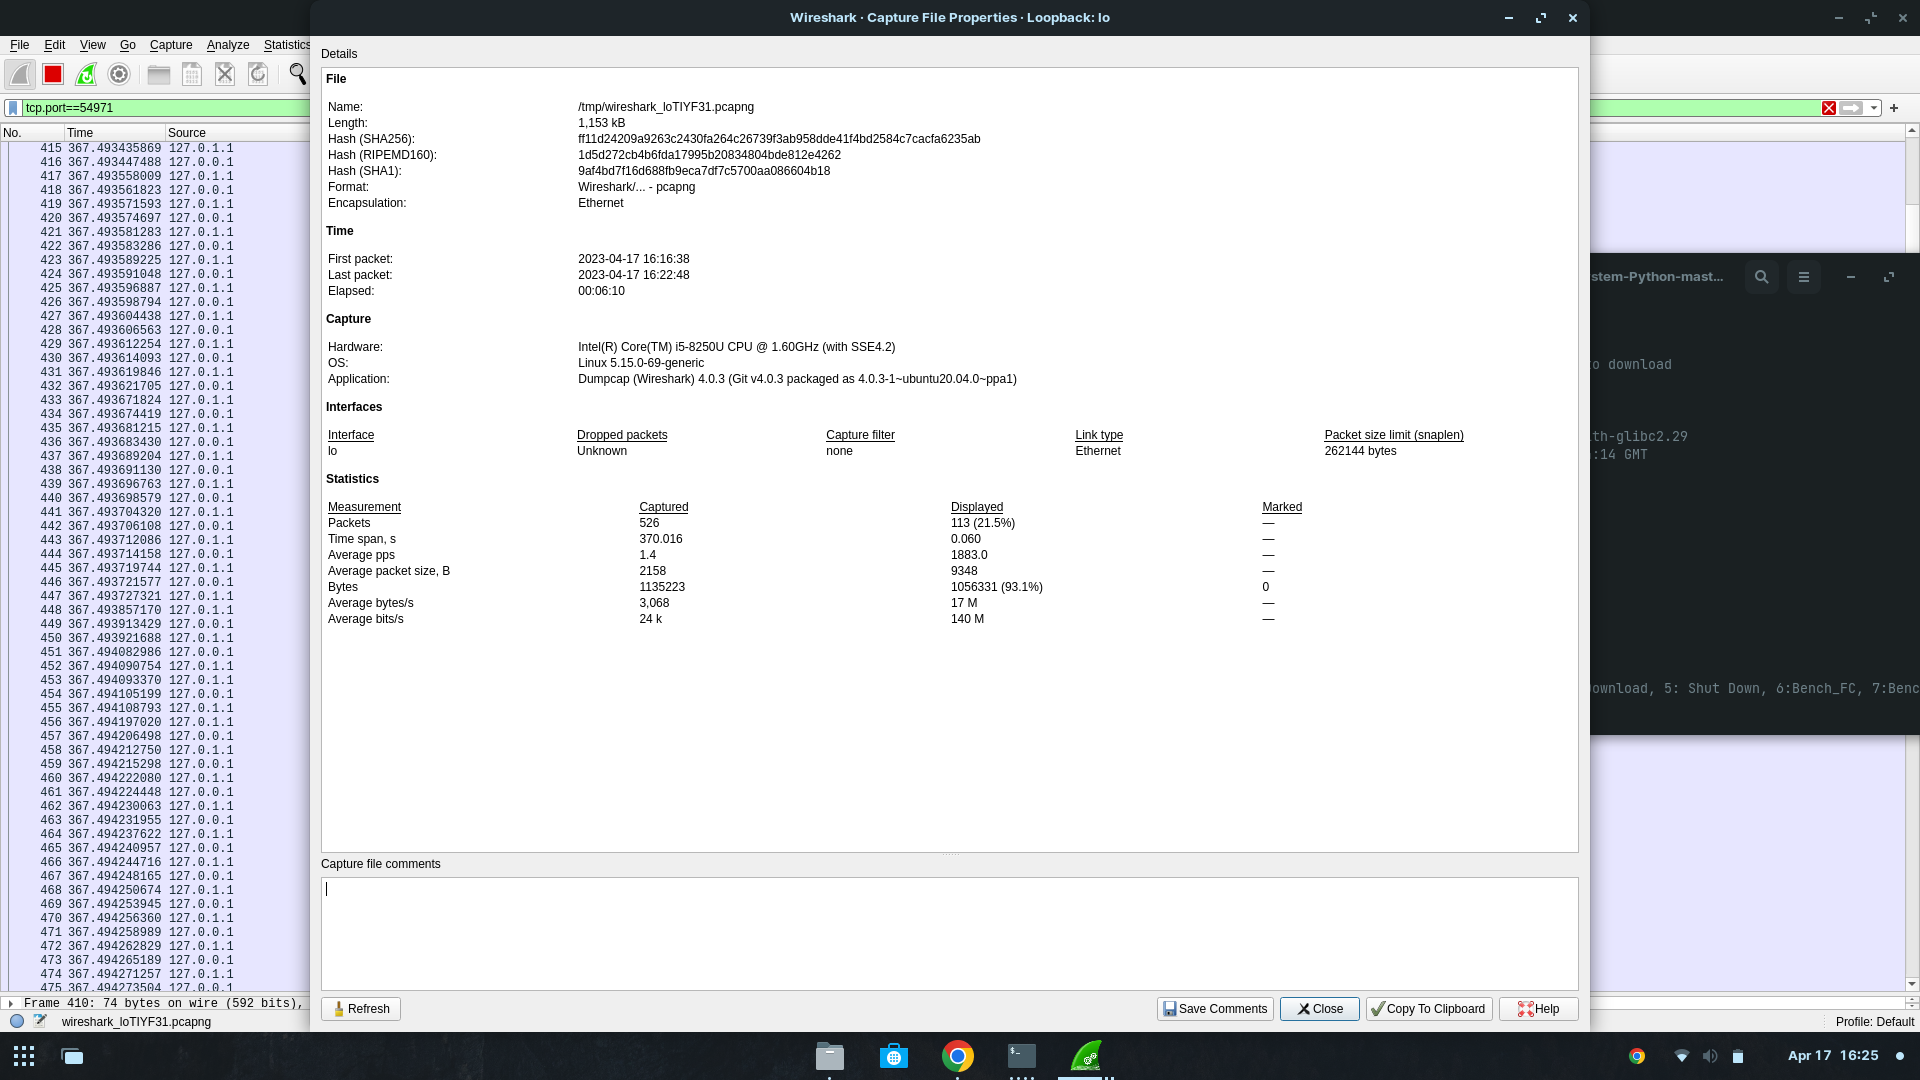 Wireshark · Capture File Properties · Loopback: lo
File Edit View Go Capture Analyze Statistics
tcp.port==54971
No. Time Source
415 367.493435869 127.0.1.1
416 367.493447488 127.0.0.1
417 367.493558009 127.0.1.1
418 367.493561823 127.0.0.1
419 367.493571593 127.0.1.1
420 367.493574697 127.0.0.1
421 367.493581283 127.0.1.1
422 367.493583286 127.0.0.1
423 367.493589225 127.0.1.1
424 367.493591048 127.0.0.1
425 367.493596887 127.0.1.1
426 367.493598794 127.0.0.1
427 367.493604438 127.0.1.1
428 367.493606563 127.0.0.1
429 367.493612254 127.0.1.1
430 367.493614093 127.0.0.1
431 367.493619846 127.0.1.1
432 367.493621705 127.0.0.1
433 367.493671824 127.0.1.1
434 367.493674419 127.0.0.1
435 367.493681215 127.0.1.1
436 367.493683430 127.0.0.1
437 367.493689204 127.0.1.1
438 367.493691130 127.0.0.1
439 367.493696763 127.0.1.1
440 367.493698579 127.0.0.1
441 367.493704320 127.0.1.1
442 367.493706108 127.0.0.1
443 367.493712086 127.0.1.1
444 367.493714158 127.0.0.1
445 367.493719744 127.0.1.1
446 367.493721577 127.0.0.1
447 367.493727321 127.0.1.1
448 367.493857170 127.0.1.1
449 367.493913429 127.0.0.1
450 367.493921688 127.0.1.1
451 367.494082986 127.0.0.1
452 367.494090754 127.0.1.1
453 367.494093370 127.0.1.1
454 367.494105199 127.0.0.1
455 367.494108793 127.0.1.1
456 367.494197020 127.0.1.1
457 367.494206498 127.0.0.1
458 367.494212750 127.0.1.1
459 367.494215298 127.0.0.1
460 367.494222080 127.0.1.1
461 367.494224448 127.0.0.1
462 367.494230063 127.0.1.1
463 367.494231955 127.0.0.1
464 367.494237622 127.0.1.1
465 367.494240957 127.0.0.1
466 367.494244716 127.0.1.1
467 367.494248165 127.0.0.1
468 367.494250674 127.0.1.1
469 367.494253945 127.0.0.1
470 367.494256360 127.0.1.1
471 367.494258989 127.0.0.1
472 367.494262829 127.0.1.1
473 367.494265189 127.0.0.1
474 367.494271257 127.0.1.1
475 367.494273504 127.0.0.1
Frame 410: 74 bytes on wire (592 bits),
wireshark_loTIYF31.pcapng
Details
File
Name: /tmp/wireshark_loTIYF31.pcapng
Length: 1,153 kB
Hash (SHA256): ff11d24209a9263c2430fa264c26739f3ab958dde41f4bd2584c7cacfa6235ab
Hash (RIPEMD160): 1d5d272cb4b6fda17995b20834804bde812e4262
Hash (SHA1): 9af4bd7f16d688fb9eca7df7c5700aa086604b18
Format: Wireshark/... - pcapng
Encapsulation: Ethernet
Time
First packet: 2023-04-17 16:16:38
Last packet: 2023-04-17 16:22:48
Elapsed: 00:06:10
Capture
Hardware: Intel(R) Core(TM) i5-8250U CPU @ 1.60GHz (with SSE4.2)
OS: Linux 5.15.0-69-generic
Application: Dumpcap (Wireshark) 4.0.3 (Git v4.0.3 packaged as 4.0.3-1~ubuntu20.04.0~ppa1)
Interfaces
Interface Dropped packets Capture filter Link type Packet size limit (snaplen)
lo Unknown none Ethernet 262144 bytes
Statistics
Measurement Captured Displayed Marked
Packets 526 113 (21.5%) —
Time span, s 370.016 0.060 —
Average pps 1.4 1883.0 —
Average packet size, B 2158 9348 —
Bytes 1135223 1056331 (93.1%) 0
Average bytes/s 3,068 17 M —
Average bits/s 24 k 140 M —
Capture file comments
Refresh Save Comments Close Copy To Clipboard Help
stem-Python-mast...
o download
th-glibc2.29
:14 GMT
ownload, 5: Shut Down, 6:Bench_FC, 7:Benc
Profile: Default
Apr 17 16:25